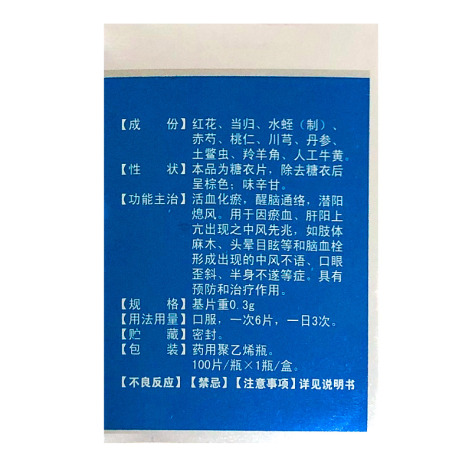 【成　份】红花、当归、水蛭（制）、
赤芍、桃仁、川芎、丹参、
土鳖虫、羚羊角、人工牛黄。
【性　状】本品为糖衣片，除去糖衣后
呈棕色；味辛甘。
【功能主治】活血化瘀，醒脑通络，潜阳
熄风。用于因瘀血、肝阳上
亢出现之中风先兆，如肢体
麻木、头晕目眩等和脑血栓
形成出现的中风不语、口眼
歪斜、半身不遂等症。具有
预防和治疗作用。
【规　格】基片重0.3g
【用法用量】口服，一次6片，一日3次。
【贮　藏】密封。
【包　装】药用聚乙烯瓶。
100片/瓶×1瓶/盒。
【不良反应】【禁忌】【注意事项】详见说明书